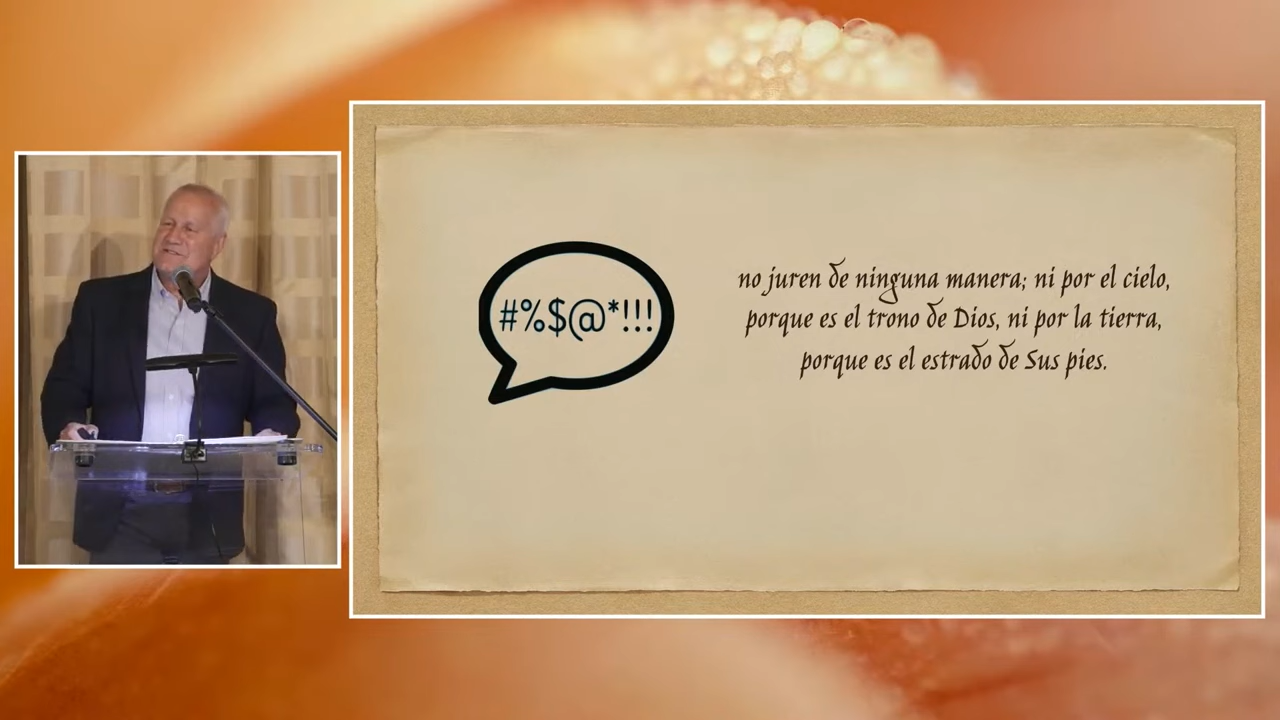 #%$@*!!!
no juren de ninguna manera; ni por el cielo,
porque es el trono de Dios, ni por la tierra,
porque es el estrado de Sus pies.